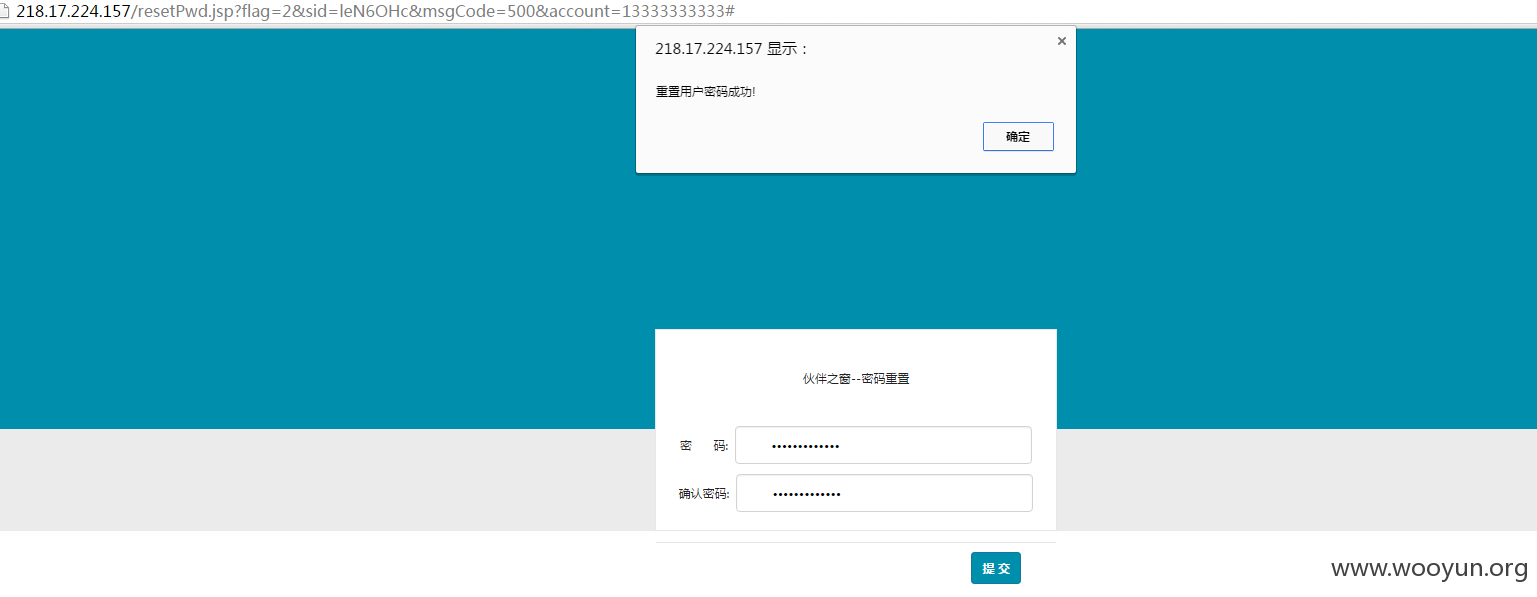 218.17.224.157/resetPwd.jsp?flag=2&sid=leN6OHc&msgCode=500&account=13333333333#
218.17.224.157 显示：
重置用户密码成功!
确定
伙伴之窗--密码重置
密 码: •••••••••••••
确认密码: •••••••••••••
提 交
www.wooyun.org